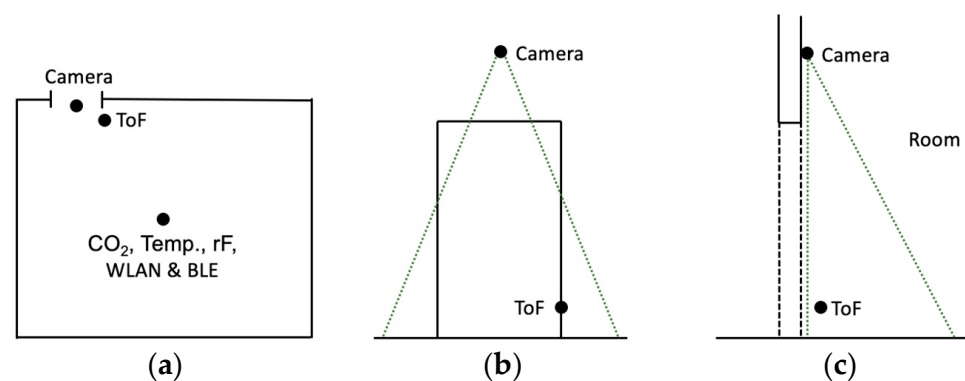 Camera
ToF
CO₂, Temp., rF,
WLAN & BLE
(a)
Camera
ToF
(b)
Camera
Room
ToF
(c)